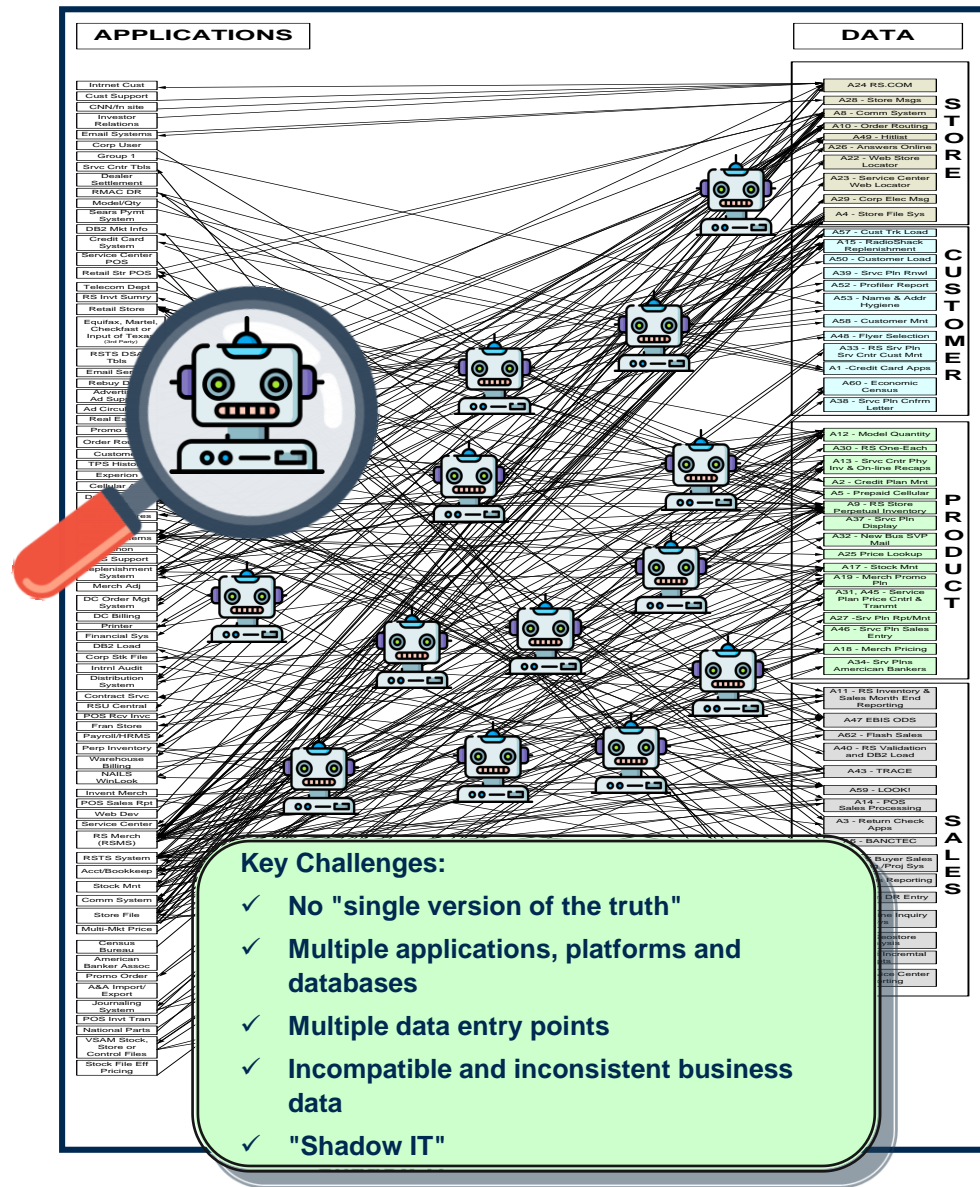 APPLICATIONS
Intrnet Cust
Cust Support
CNN/fn site
Investor
Relations
Email Systems
Corp User
Group 1
Srvc Cntr Tbls
Dealer
Settlement
RMAC DR
Model/Qty
Sears Pymt
System
DB2 Mkt Info
Credit Card
System
Service Center
POS
Retail Str POS
Telecom Dept
RS Invt Sumry
Retail Store
Equifax, Martel,
Checkfast or
Input of Texas
(3rd Party)
RSTS DSA
Tbls
Email
Rebuy
Ad
Ad
Real
Promo
Order
TPS
Experion
Cellular
Support
System
Merch Adj
DC Order Mgt
System
DC Billing
Printer
Financial Sys
DB2 Load
Corp Stk File
Intrnl Audit
Distribution
System
Contract Srvc
RSU Central
POS Rcv Invc
Fran Store
Payroll/HRMS
Perp Inventory
Warehouse
Billing
NAILS
WinLook
Invent Merch
POS Sales Rpt
Web Dev
Service Center
RS Merch
(RSMS)
RSTS System
Acct/Bookkeep
Stock Mnt
Comm System
Store File
Multi-Mkt Price
Census
Bureau
American
Banker Assoc
Promo Order
A&A Import/
Export
Journaling
System
POS Invt Tran
National Parts
VSAM Stock,
Store or
Control Files
Stock File Eff
Pricing
DATA
STORE
A24 RS.COM
A28 - Store Msgs
A8 - Comm System
A10 - Order Routing
A49 - Hitlist
A26 - Answers Online
A22 - Web Store
Locator
A23 - Service Center
Web Locator
A29 - Corp Elec Msg
A4 - Store File Sys
CUSTOMER
A57 - Cust Trk Load
A15 - RadioShack
Replenishment
A50 - Customer Load
A39 - Srvc Pln Rnwl
A52 - Profiler Report
A53 - Name & Addr
Hygiene
A58 - Customer Mnt
A48 - Flyer Selection
A33 - RS Srv Pln
Srv Cntr Cust Mnt
A1 -Credit Card Apps
A60 - Economic
Census
A38 - Srvc Pln Cnfrm
Letter
PRODUCT
A12 - Model Quantity
A30 - RS One-Each
A13 - Srvc Cntr Phy
Inv & On-line Recaps
A2 - Credit Plan Mnt
A5 - Prepaid Cellular
A9 - RS Store
Perpetual Inventory
A37 - Srvc Pln
Display
A32 - New Bus SVP
Mail
A25 Price Lookup
A17 - Stock Mnt
A19 - Merch Promo
Pln
A31, A45 - Service
Plan Price Cntrl &
Tranmt
A27 -Srv Pln Rpt/Mnt
A46 - Srvc Pln Sales
Entry
A18 - Merch Pricing
A34- Srv Plns
Amercican Bankers
SALES
A11 - RS Inventory &
Sales Month End
Reporting
A47 EBIS ODS
A62 - Flash Sales
A40 - RS Validation
and DB2 Load
A43 - TRACE
A59 - LOOK!
A14 - POS
Sales Processing
A3 - Return Check
Apps
BANCTEC
Buyer Sales
/Proj Sys
Reporting
DR Entry
Inquiry
Center
Key Challenges:
✓ No "single version of the truth"
✓ Multiple applications, platforms and
databases
✓ Multiple data entry points
✓ Incompatible and inconsistent business
data
✓ "Shadow IT"